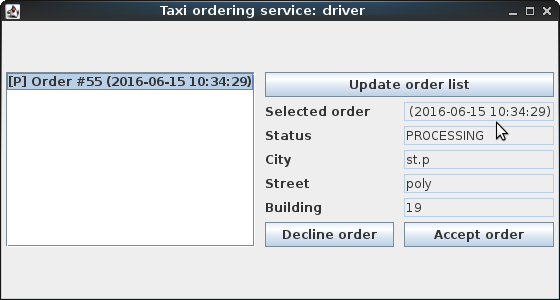 Taxi ordering service: driver
[P] Order #55 (2016-06-15 10:34:29)
Update order list
Selected order (2016-06-15 10:34:29)
Status PROCESSING
City st.p
Street poly
Building 19
Decline order Accept order